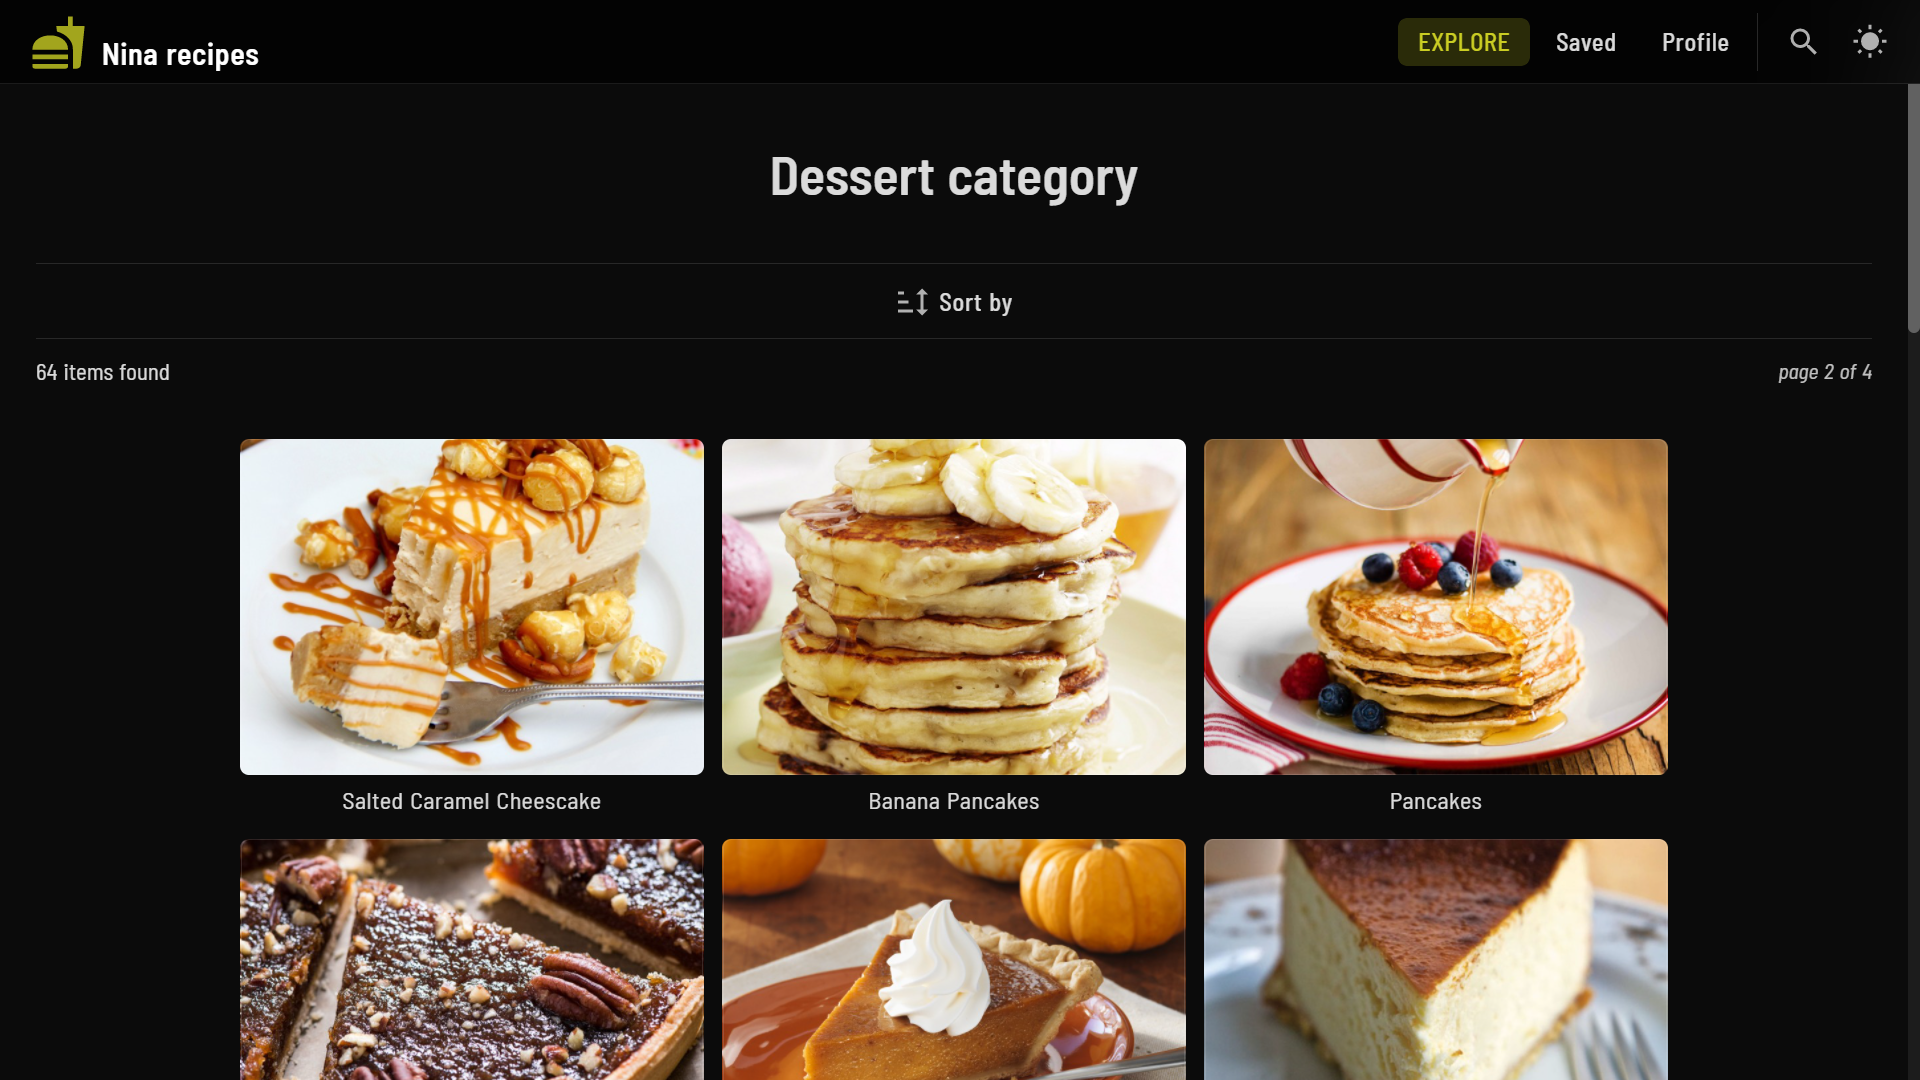 Nina recipes
EXPLORE
Saved
Profile
Dessert category
Sort by
64 items found
page 2 of 4
Salted Caramel Cheescake
Banana Pancakes
Pancakes